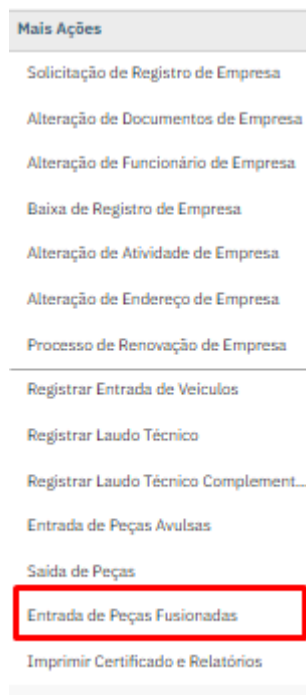 Mais Ações
Solicitação de Registro de Empresa
Alteração de Documentos de Empresa
Alteração de Funcionário de Empresa
Baixa de Registro de Empresa
Alteração de Atividade de Empresa
Alteração de Endereço de Empresa
Processo de Renovação de Empresa
Registrar Entrada de Veículos
Registrar Laudo Técnico
Registrar Laudo Técnico Complement...
Entrada de Peças Avulsas
Saída de Peças
Entrada de Peças Fusionadas
Imprimir Certificado e Relatórios